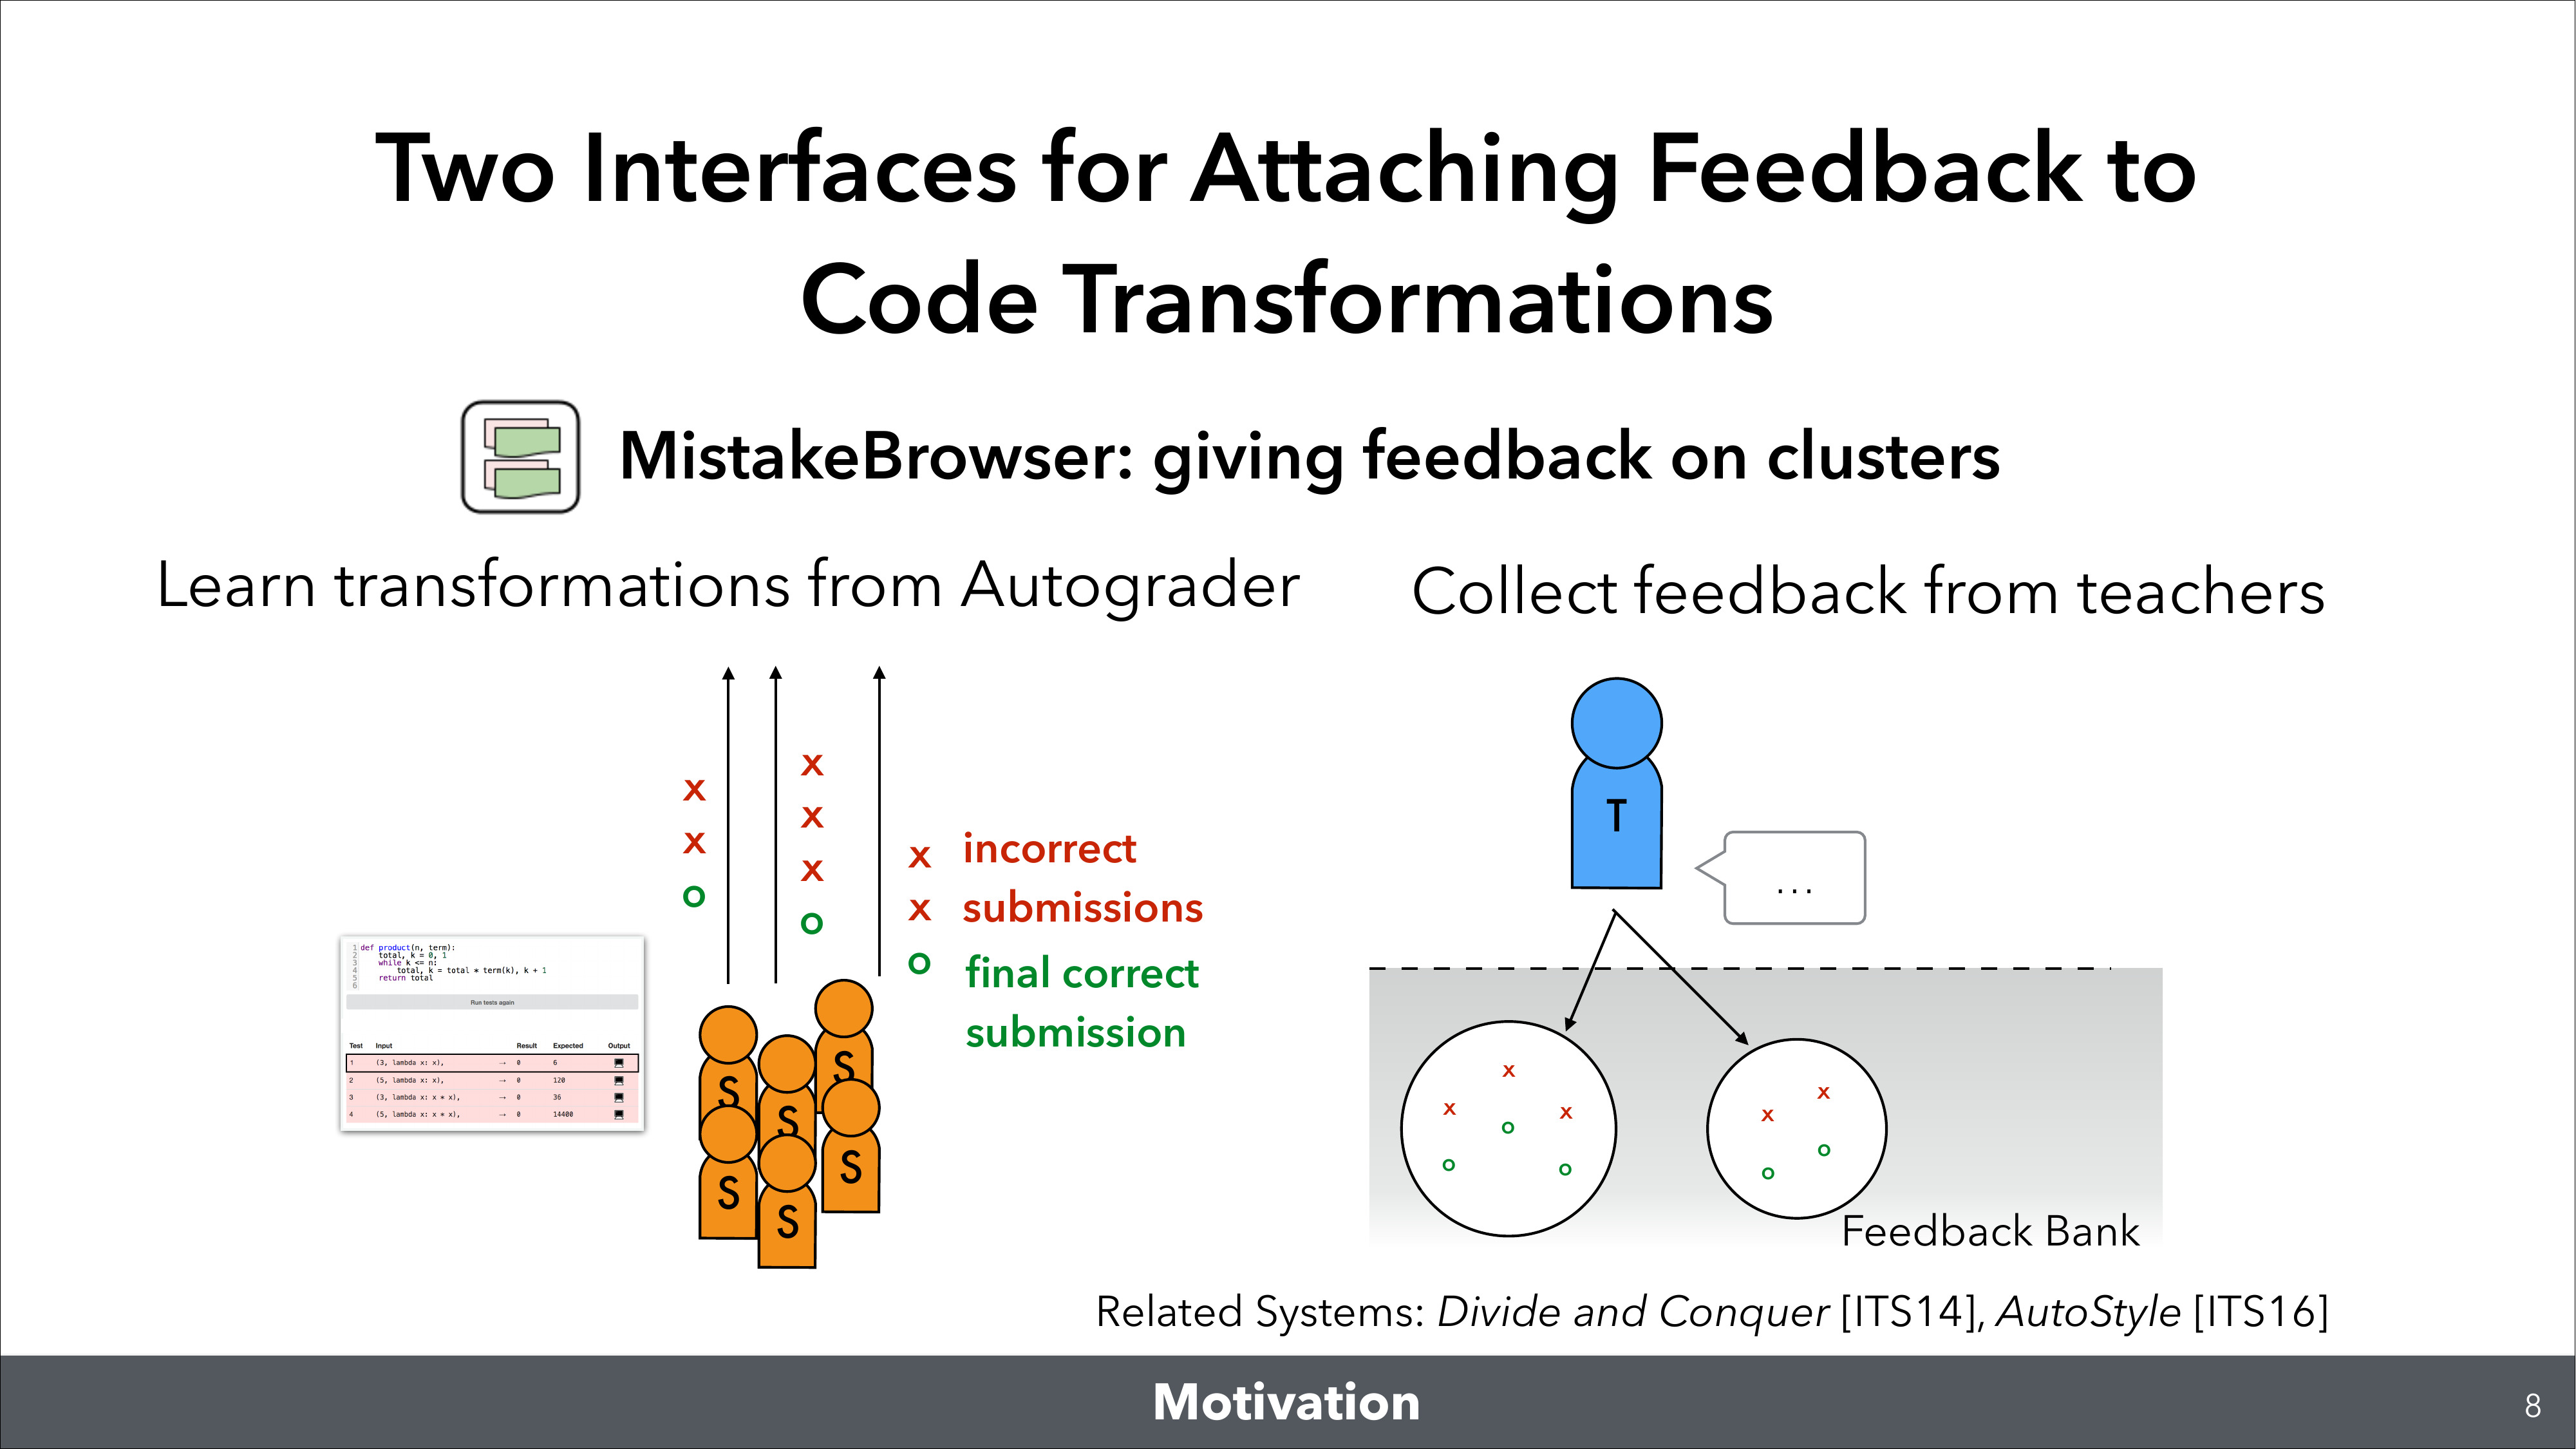 Two Interfaces for Attaching Feedback to
Code Transformations
MistakeBrowser: giving feedback on clusters
Learn transformations from Autograder
x
x
o
x
x
x
o
x incorrect
x submissions
o final correct
submission
1 def product(n, term):
2 total, k = 0, 1
3 while k <= n:
4 total, k = total * term(k), k + 1
5 return total
6
Run tests again
Test Input Result Expected Output
1 (3, lambda x: x), → 0 6
2 (5, lambda x: x), → 0 120
3 (3, lambda x: x * x), → 0 36
4 (5, lambda x: x * x), → 0 14400
S
S
S
S
S
S
Collect feedback from teachers
T
...
x
x x
o
o o
x
x
o
o
Feedback Bank
Related Systems: Divide and Conquer [ITS14], AutoStyle [ITS16]
Motivation
8